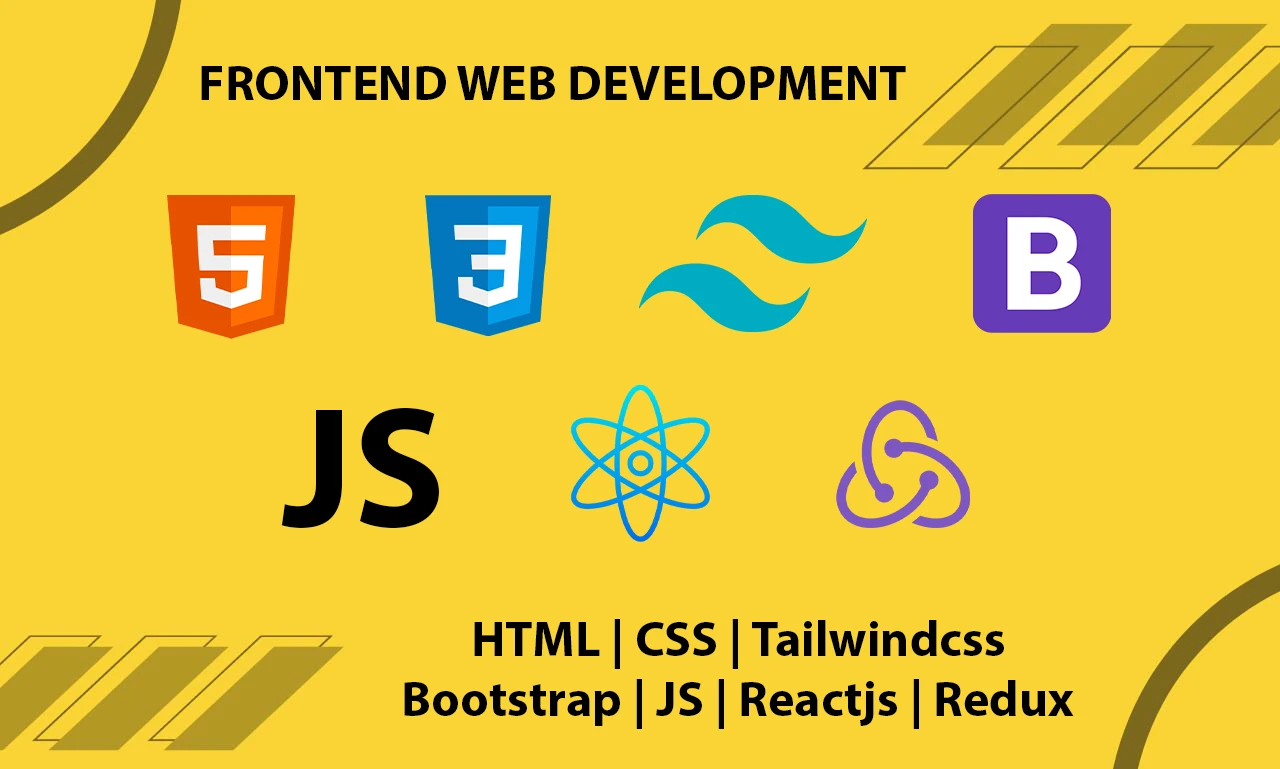 FRONTEND WEB DEVELOPMENT
5 3 B
JS
HTML | CSS | Tailwindcss
Bootstrap | JS | Reactjs | Redux